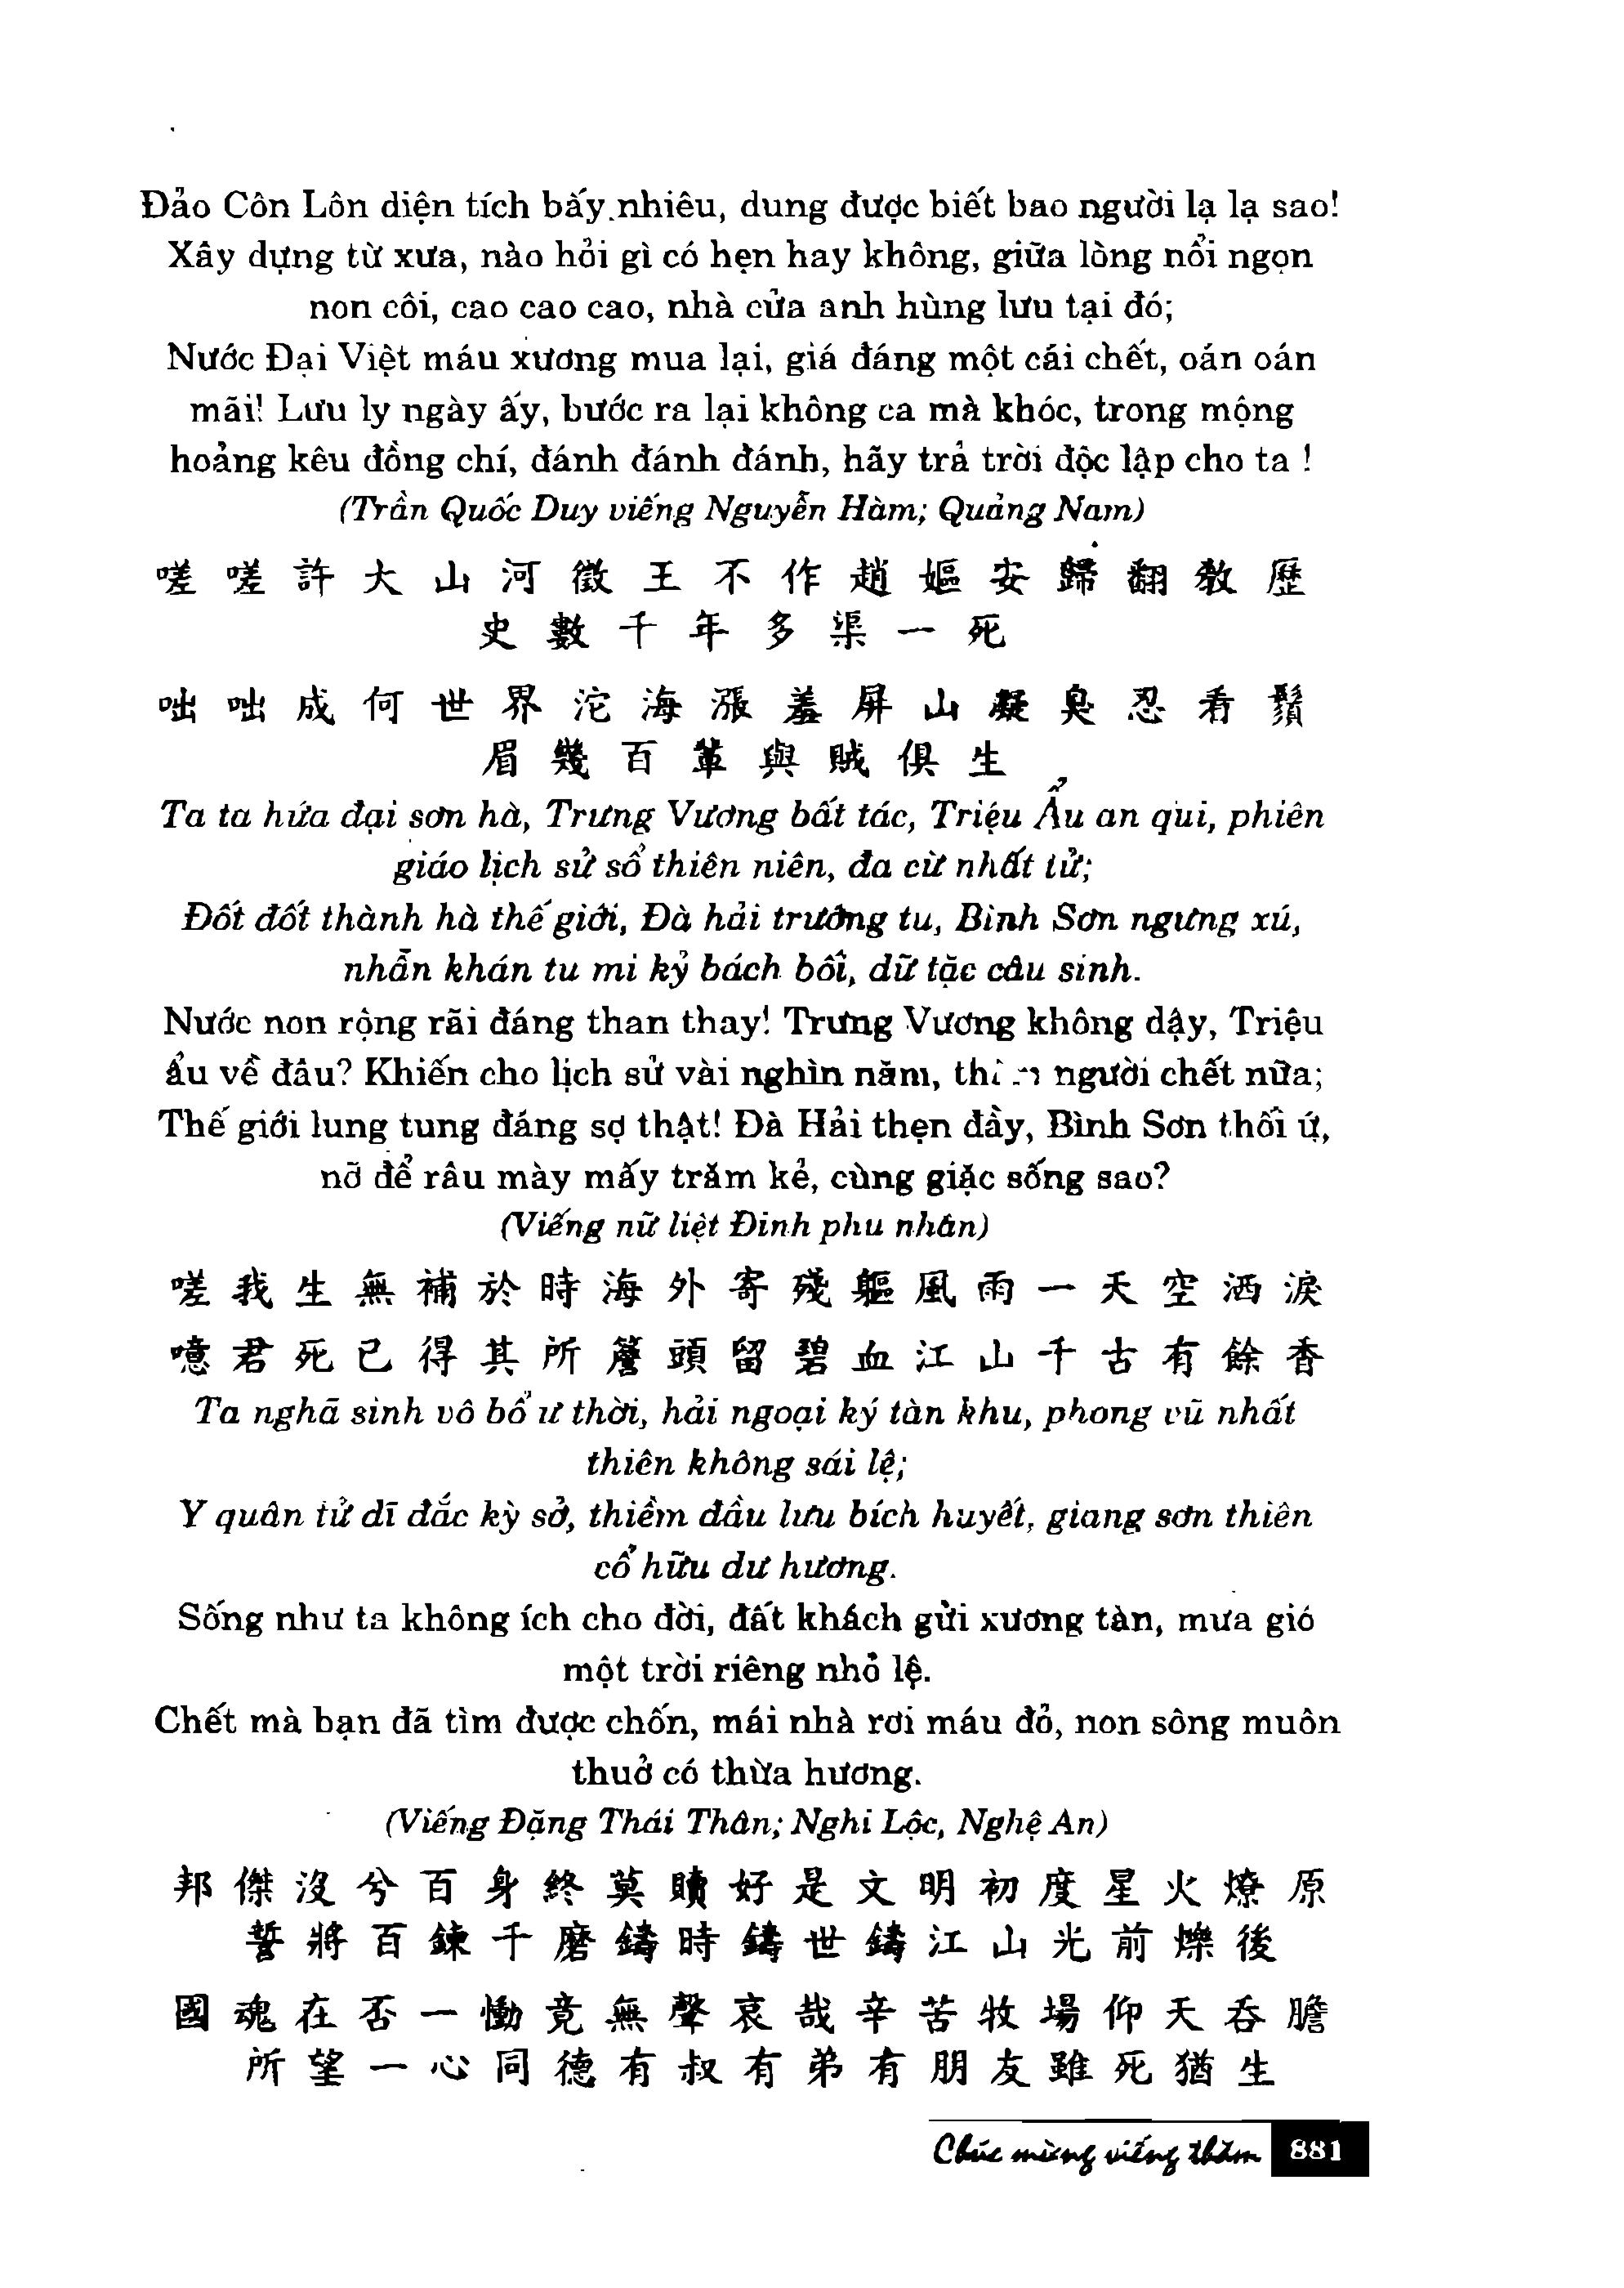 Đảo Côn Lôn diện tích bấy nhiêu, dung được biết bao người lạ lạ sao!
Xây dựng từ xưa, nào hỏi gì có hẹn hay không, giữa lòng nổi ngọn
non côi, cao cao cao, nhà cửa anh hùng lưu tại đó;
Nước Đại Việt máu xương mua lại, giá đáng một cái chết, oán oán
mãi! Lưu ly ngày ấy, bước ra lại không ca mà khóc, trong mộng
hoảng kêu đồng chí, đánh đánh đánh, hãy trả trời độc lập cho ta !
(Trần Quốc Duy viếng Nguyễn Hàm; Quảng Nam)
嗟嗟許大山河徵王不作趙嫗安歸翻教歷
史數千年多渠一死
咄咄成何世界沱海漲羞屏山凝臭忍看鬚
眉幾百輩與賊俱生
Ta ta hứa đại sơn hà, Trưng Vương bất tác, Triệu Ẩu an qui, phiên
giáo lịch sử sổ thiên niên, đa cừ nhất tử;
Đốt đốt thành hà thế giới, Đà hải trướng tu, Bình Sơn ngưng xú,
nhẫn khán tu mi kỷ bách bối, dữ tặc câu sinh.
Nước non rộng rãi đáng than thay! Trưng Vương không dậy, Triệu
ẩu về đâu? Khiến cho lịch sử vài nghìn năm, người chết nữa;
Thế giới lung tung đáng sợ thật! Đà Hải thẹn đầy, Bình Sơn thối ứ,
nỡ để râu mày mấy trăm kẻ, cùng giặc sống sao?
(Viếng nữ liệt Đinh phu nhân)
嗟我生無補於時海外寄殘軀風雨一天空洒淚
噫君死已得其所簷頭留碧血江山千古有餘香
Ta nghã sinh vô bổ ư thời, hải ngoại ký tàn khu, phong vũ nhất
thiên không sái lệ;
Y quân tử dĩ đắc kỳ sở, thiềm đầu lưu bích huyết, giang sơn thiên
cổ hữu dư hương.
Sống như ta không ích cho đời, đất khách gửi xương tàn, mưa gió
một trời riêng nhỏ lệ.
Chết mà bạn đã tìm được chốn, mái nhà rơi máu đỏ, non sông muôn
thuở có thừa hương.
(Viếng Đặng Thái Thân; Nghi Lộc, Nghệ An)
邦傑沒兮百身終莫贖好是文明初度星火燎原
誓將百鍊千磨鑄時鑄世鑄江山光前爍後
國魂在否一慟竟無聲哀哉辛苦牧場仰天吞膽
所望一心同德有叔有弟有朋友雖死猶生
Chúc mừng viếng thăm 881